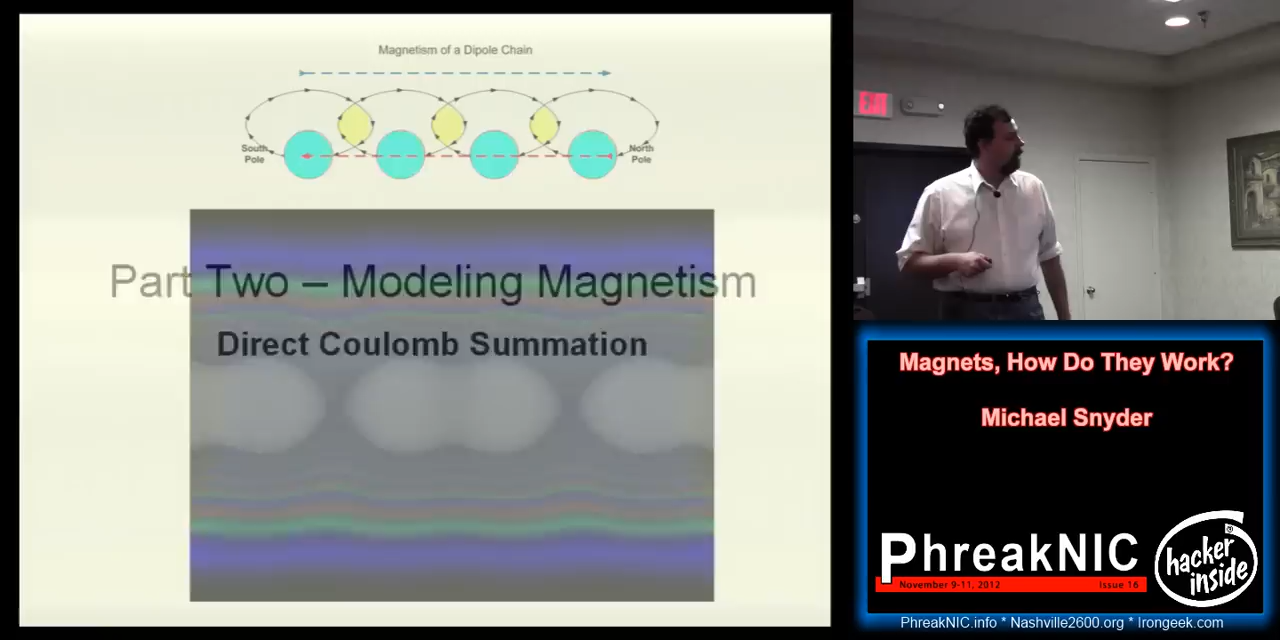 Magnetism of a Dipole Chain
South
Pole
North
Pole
Part Two – Modeling Magnetism
Direct Coulomb Summation
EXIT
Magnets, How Do They Work?
Michael Snyder
PhreakNIC
November 9-11, 2012 Issue 16
hacker
inside
PhreakNIC.info * Nashville2600.org * Irongeek.com